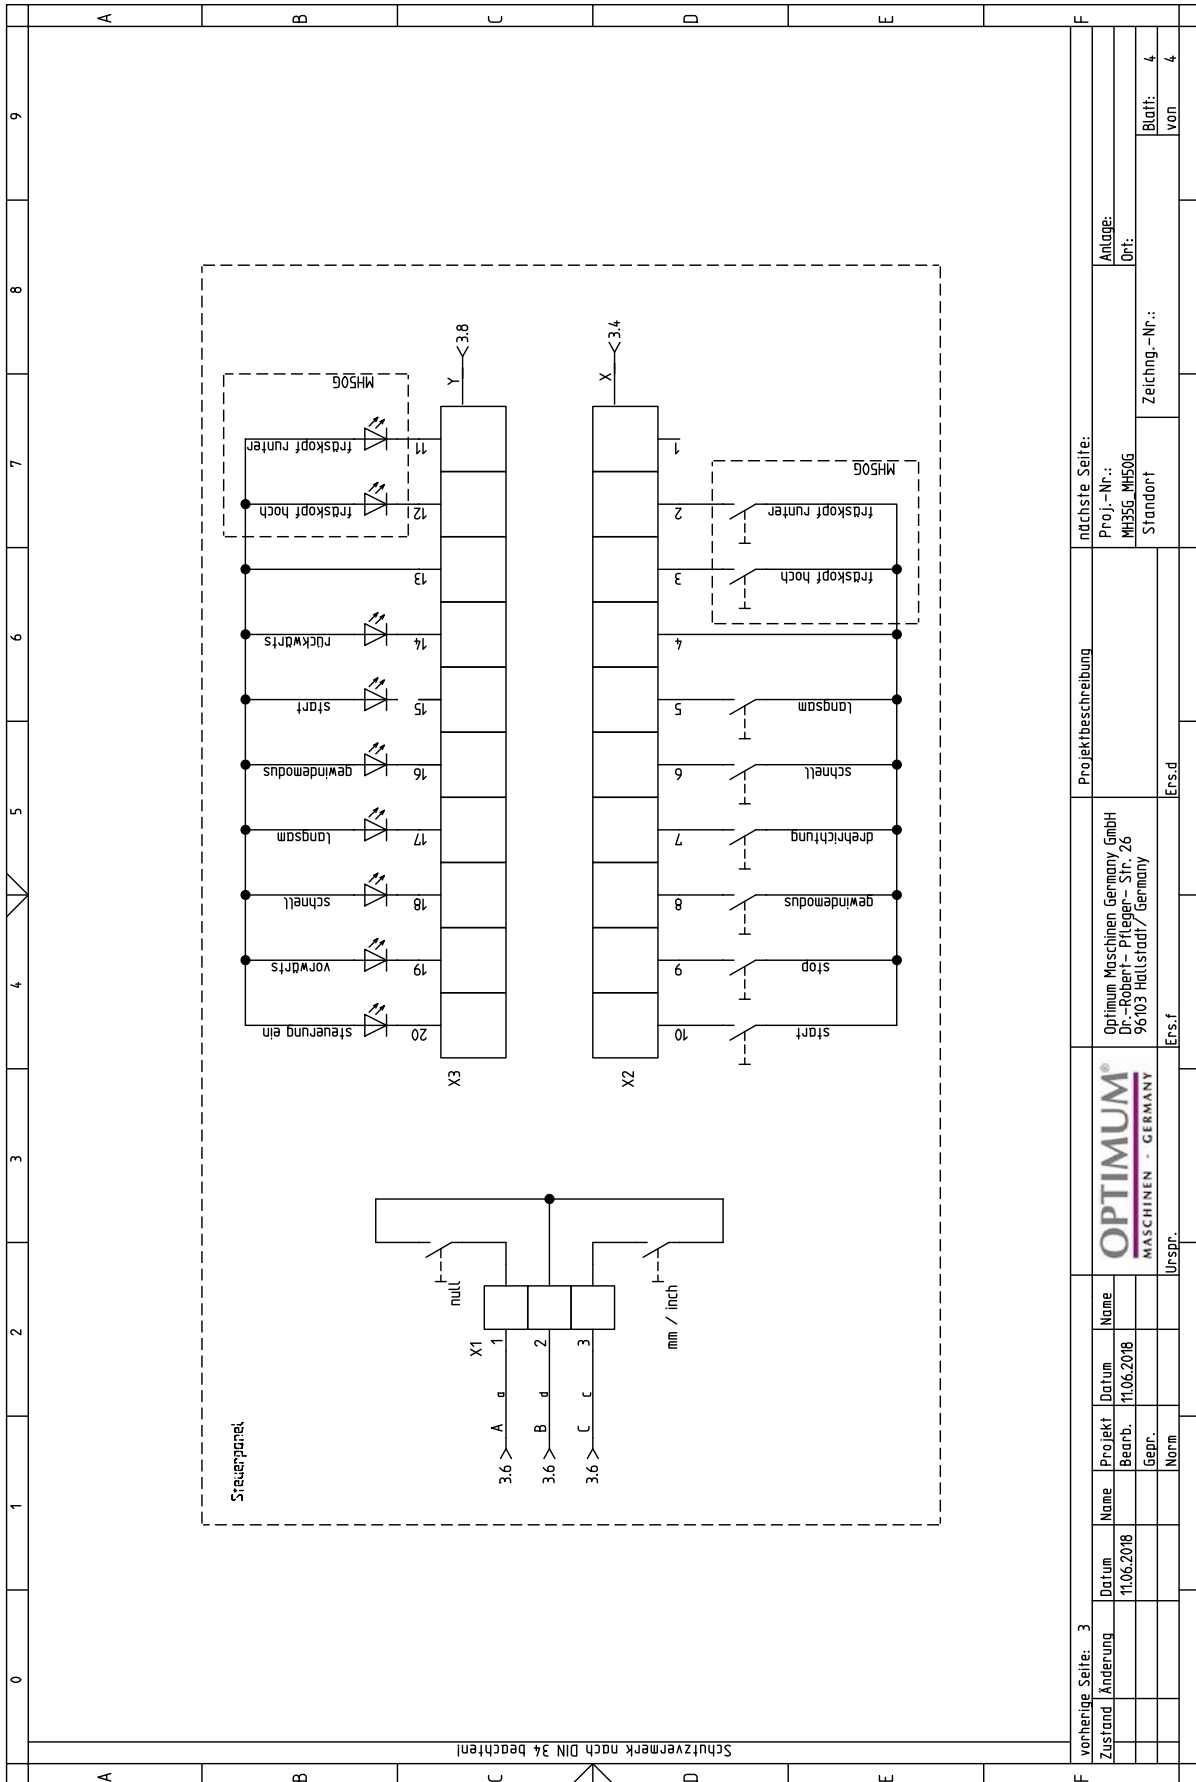 0 1 2 3 4 5 6 7 8 9
A
B
C
D
E
F
A
B
C
D
E
F
Schutzvermerk nach DIN 34 beachten!
Steuerpanel
steuerung ein
vorwärts
schnell
langsam
gewindemodus
start
rückwärts
fräskopf hoch
fräskopf runter
MH50G
20 19 18 17 16 15 14 13 12 11
X3
Y
3.8
null
X1
3.6 A a 1
3.6 B d 2
3.6 C c 3
mm / inch
X2
X
3.4
10 9 8 7 6 5 4 3 2 1
start
stop
gewindemodus
drehrichtung
schnell
langsam
fräskopf hoch
fräskopf runter
MH50G
vorherige Seite: 3
nächste Seite:
Zustand Änderung Datum Name Projekt Datum Name
11.06.2018 Bearb. 11.06.2018
Gepr.
Norm
Urspr.
OPTIMUM®
MASCHINEN - GERMANY
Optimum Maschinen Germany GmbH
Dr.-Robert- Pfleger- Str. 26
96103 Hallstadt/ Germany
Ers.f
Ers.d
Projektbeschreibung
Proj.-Nr.:
MH35G_MH50G
Standort
Anlage:
Ort:
Zeichng.-Nr.:
Blatt: 4
von 4